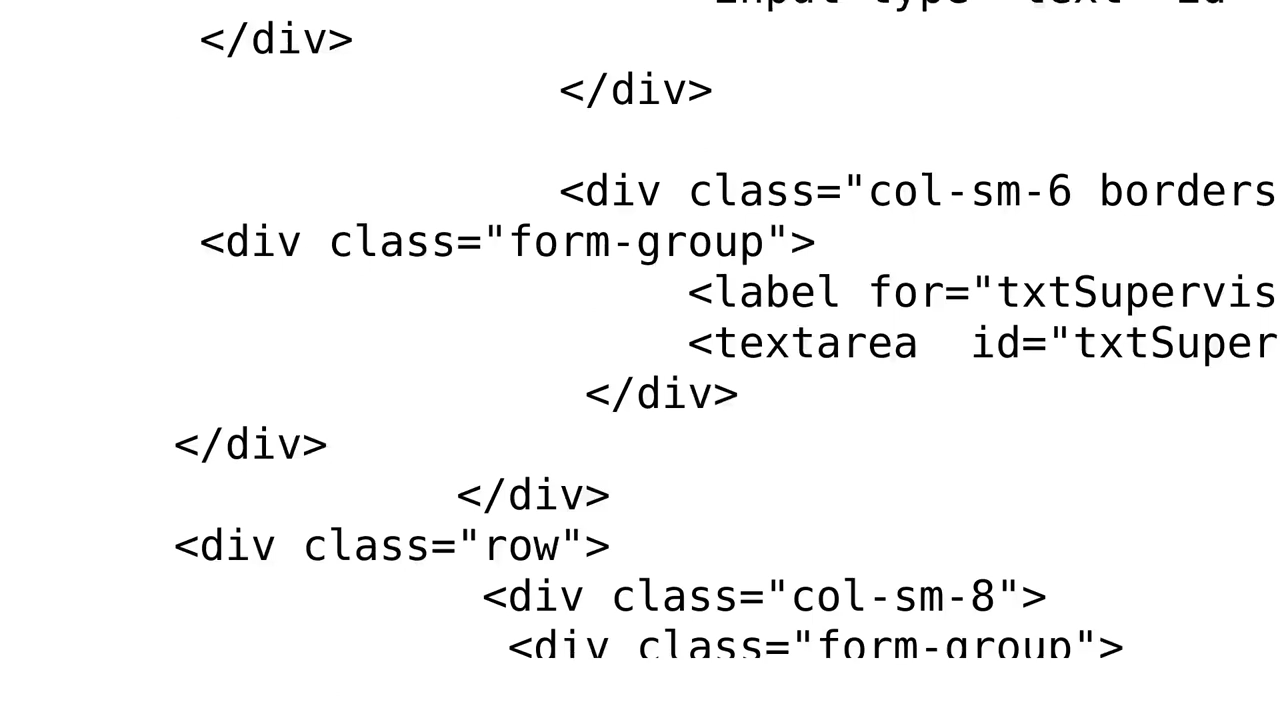 </div>
</div>
<div class="col-sm-6 borders
<div class="form-group">
<label for="txtSupervis
<textarea  id="txtSuper
</div>
</div>
</div>
<div class="row">
<div class="col-sm-8">
<div class="form-group">